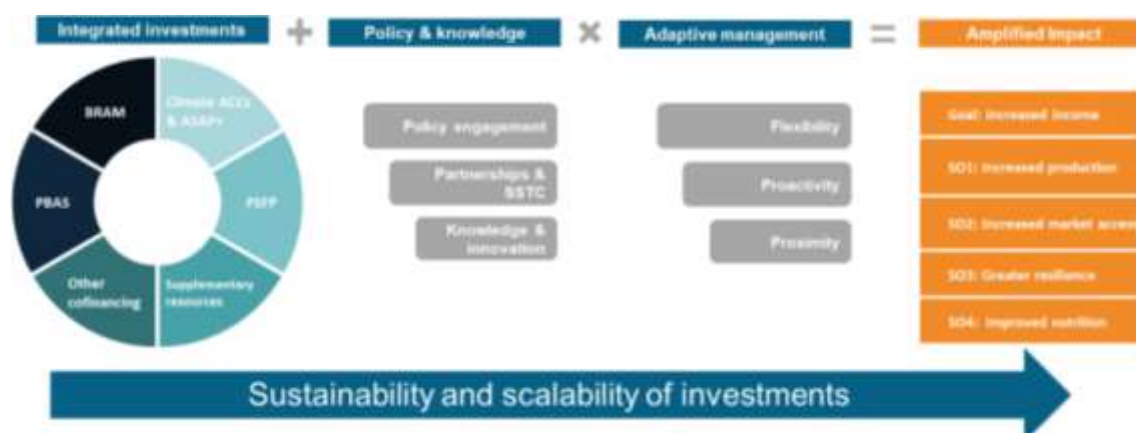 Integrated investments
+
Policy & knowledge
×
Adaptive management
=
Amplified Impact
BRAM
Climate ACCs
& ASAP+
PBAS
PSFP
Other
cofinancing
Supplementary
resources
Policy engagement
Partnerships &
SSTC
Knowledge &
innovation
Flexibility
Proactivity
Proximity
Goal: Increased income
SO1: Increased production
SO2: Increased market access
SO3: Greater resilience
SO4: Improved nutrition
Sustainability and scalability of investments